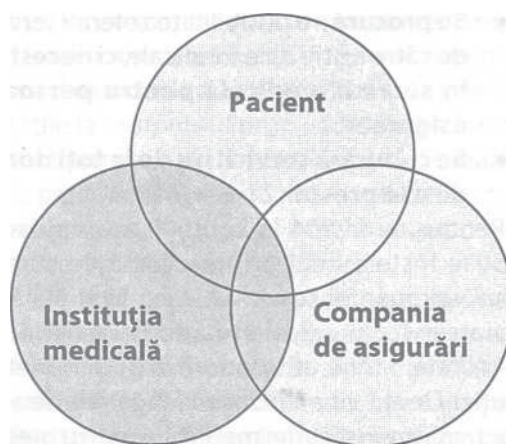 Pacient
Instituția
medicală
Compania
de asigurări